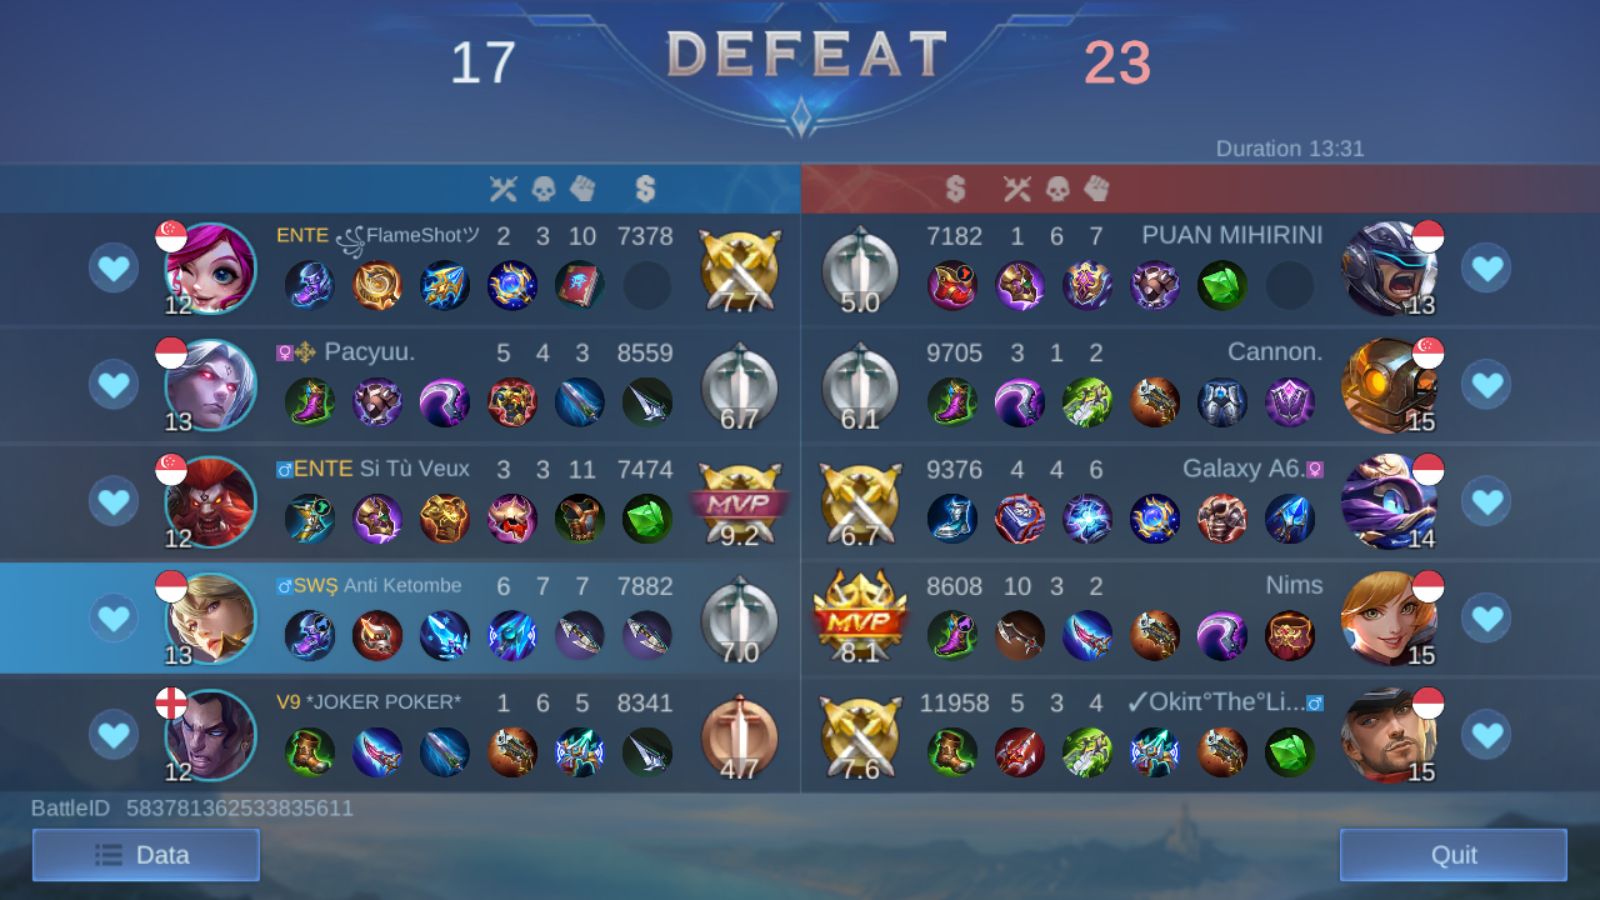 17 DEFEAT 23
Duration 13:31
ENTE ꧁FlameShotツ 2 3 10 7378
12 7.7
5.0 7182 1 6 7 PUAN MIHIRINI
13
Pacyuu. 5 4 3 8559
13 6.7
6.1 9705 3 1 2 Cannon.
15
ENTE Si Tù Veux 3 3 11 7474
12 MVP 9.2
6.7 9376 4 4 6 Galaxy A6.
14
SWŞ Anti Ketombe 6 7 7 7882
13 7.0
MVP 8.1 8608 10 3 2 Nims
15
V9 *JOKER POKER* 1 6 5 8341
12 4.7
7.6 11958 5 3 4 ✓Okiπ°The°Li...
15
BattleID 583781362533835611
Data Quit